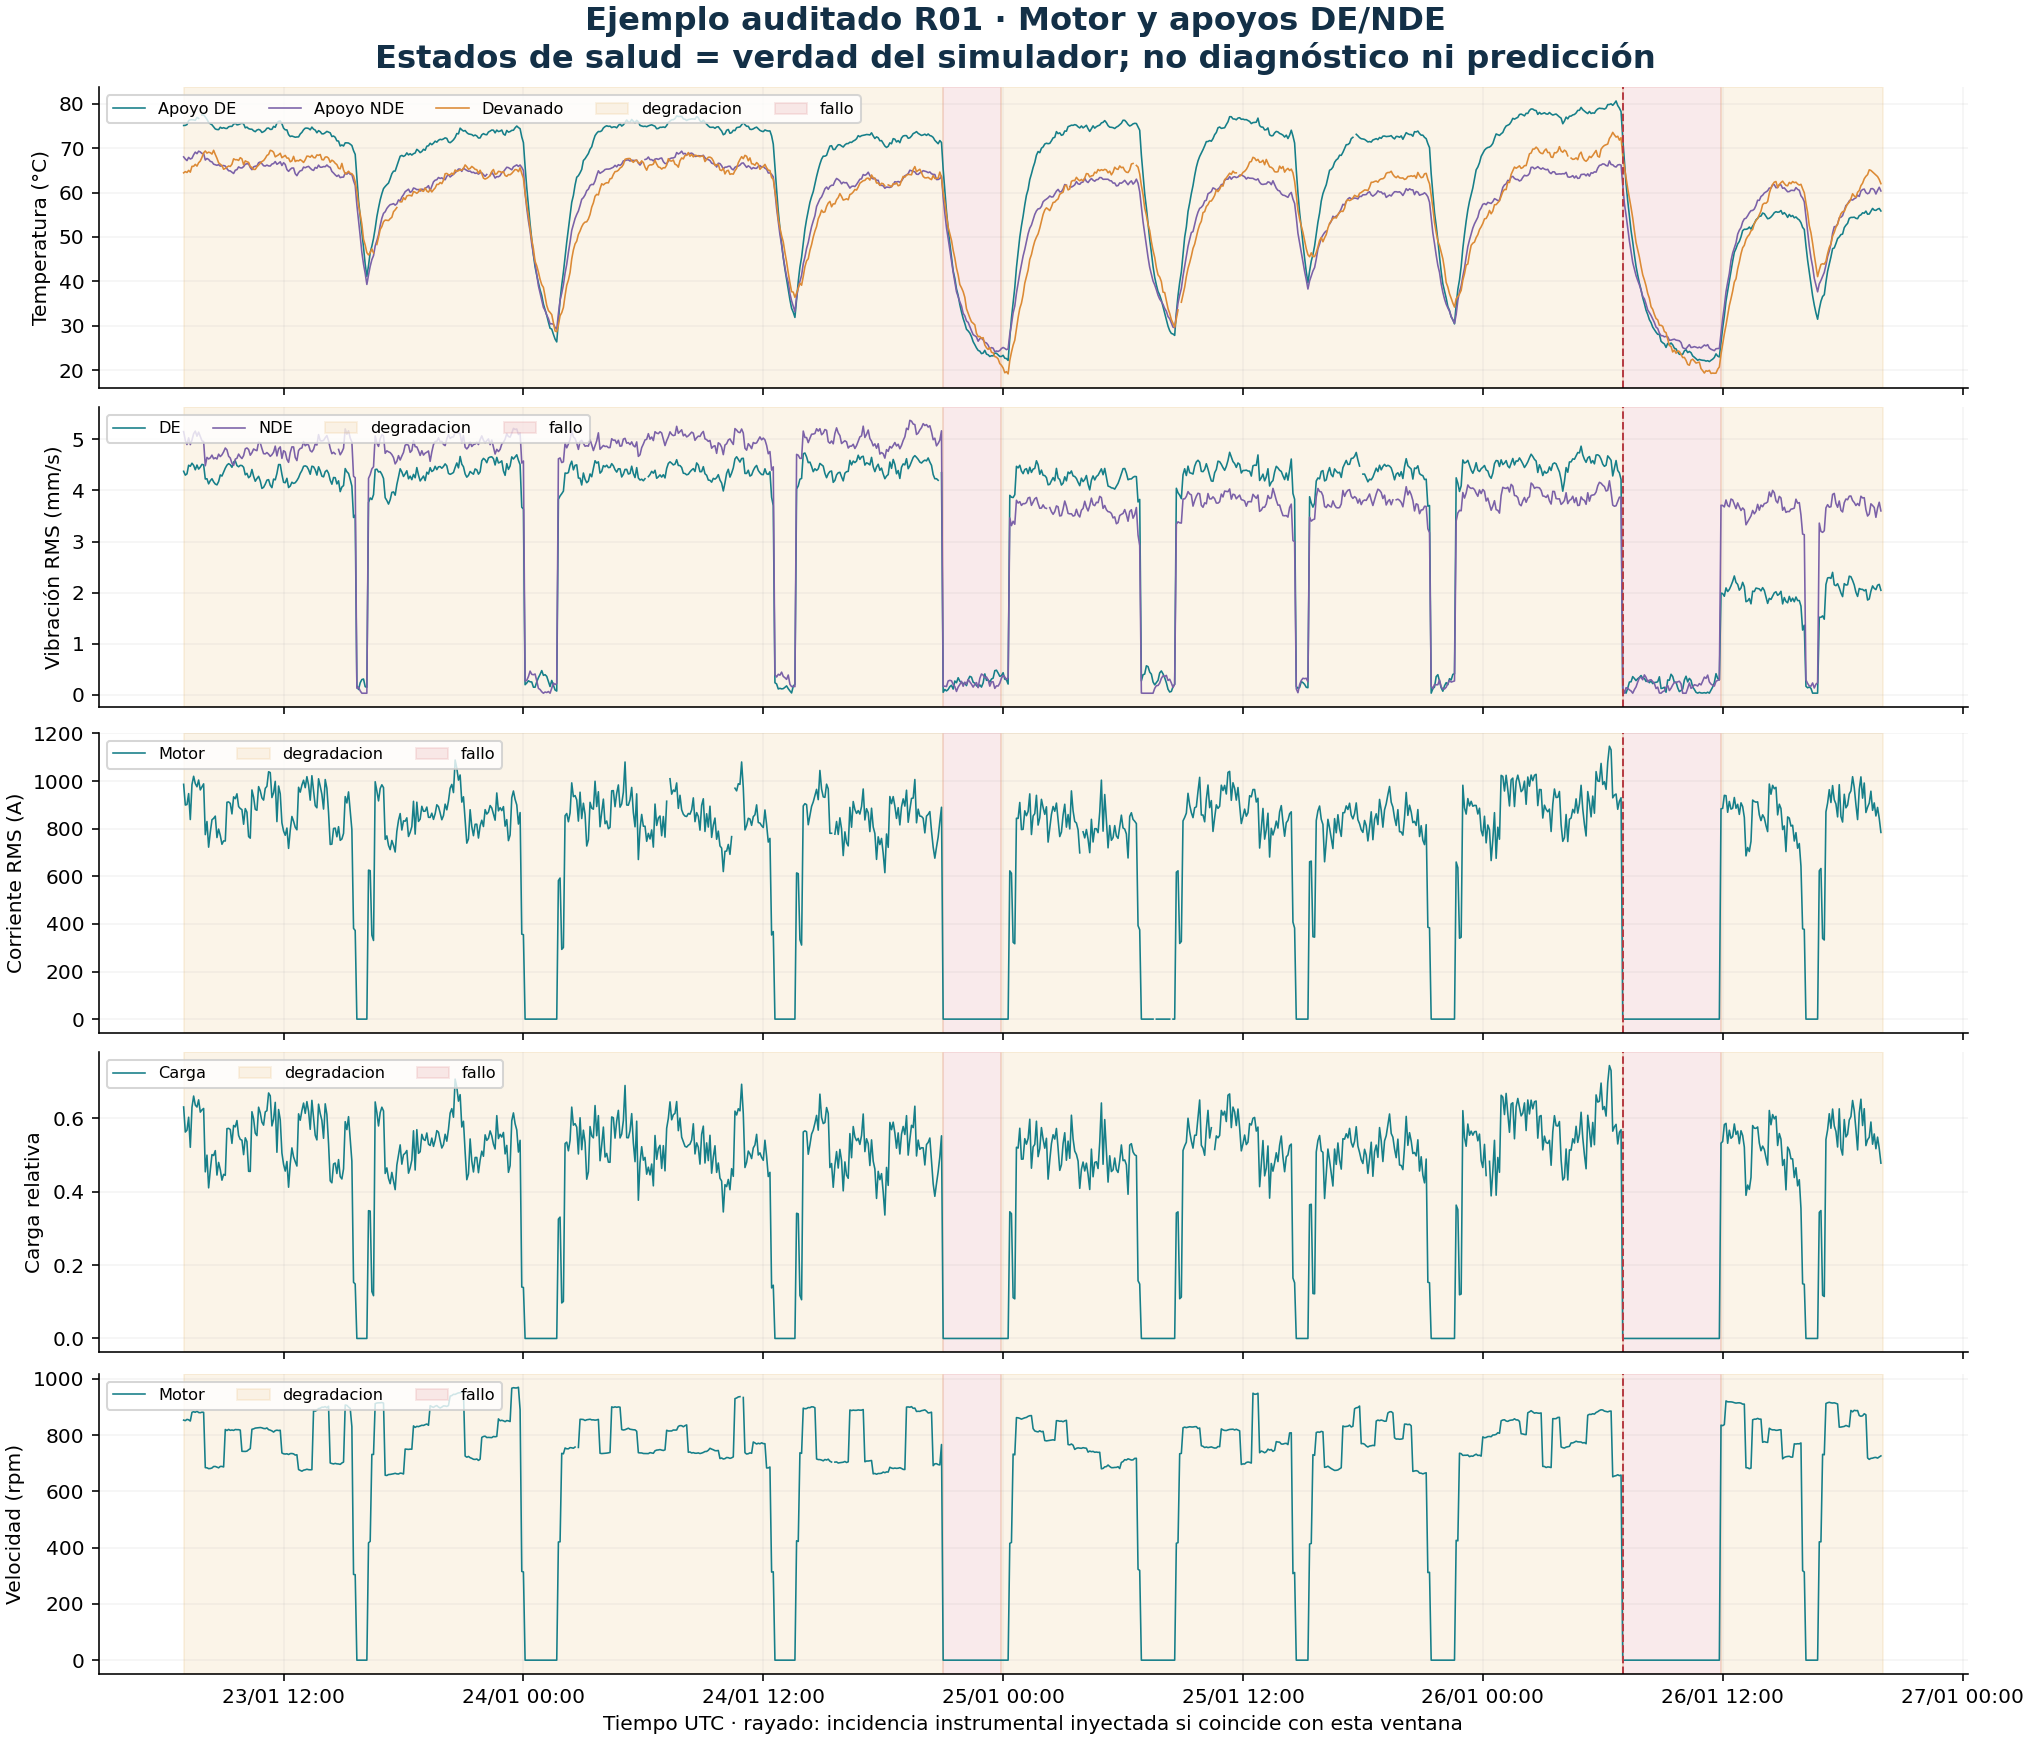 Ejemplo auditado R01 · Motor y apoyos DE/NDE
Estados de salud = verdad del simulador; no diagnóstico ni predicción
Apoyo DE Apoyo NDE Devanado degradacion fallo
Temperatura (°C)
80
70
60
50
40
30
20
DE NDE degradacion fallo
Vibración RMS (mm/s)
5
4
3
2
1
0
Motor degradacion fallo
Corriente RMS (A)
1200
1000
800
600
400
200
0
Carga degradacion fallo
Carga relativa
0.6
0.4
0.2
0.0
Motor degradacion fallo
Velocidad (rpm)
1000
800
600
400
200
0
23/01 12:00 24/01 00:00 24/01 12:00 25/01 00:00 25/01 12:00 26/01 00:00 26/01 12:00 27/01 00:00
Tiempo UTC · rayado: incidencia instrumental inyectada si coincide con esta ventana